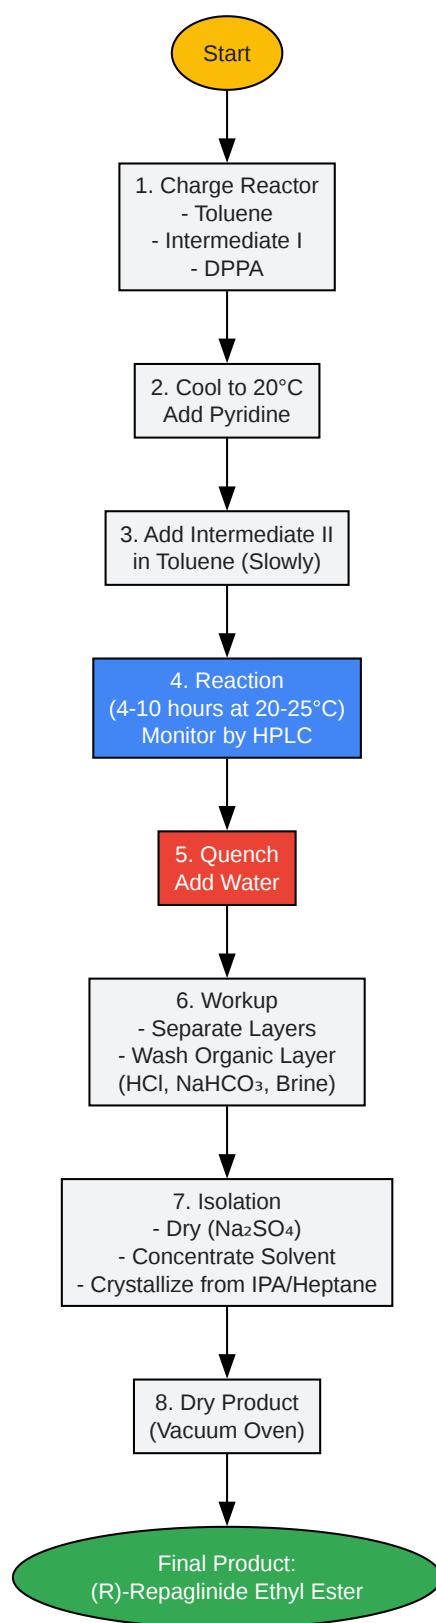 Start
1. Charge Reactor
- Toluene
- Intermediate I
- DPPA
2. Cool to 20°C
Add Pyridine
3. Add Intermediate II
in Toluene (Slowly)
4. Reaction
(4-10 hours at 20-25°C)
Monitor by HPLC
5. Quench
Add Water
6. Workup
- Separate Layers
- Wash Organic Layer
(HCl, NaHCO₃, Brine)
7. Isolation
- Dry (Na₂SO₄)
- Concentrate Solvent
- Crystallize from IPA/Heptane
8. Dry Product
(Vacuum Oven)
Final Product:
(R)-Repaglinide Ethyl Ester